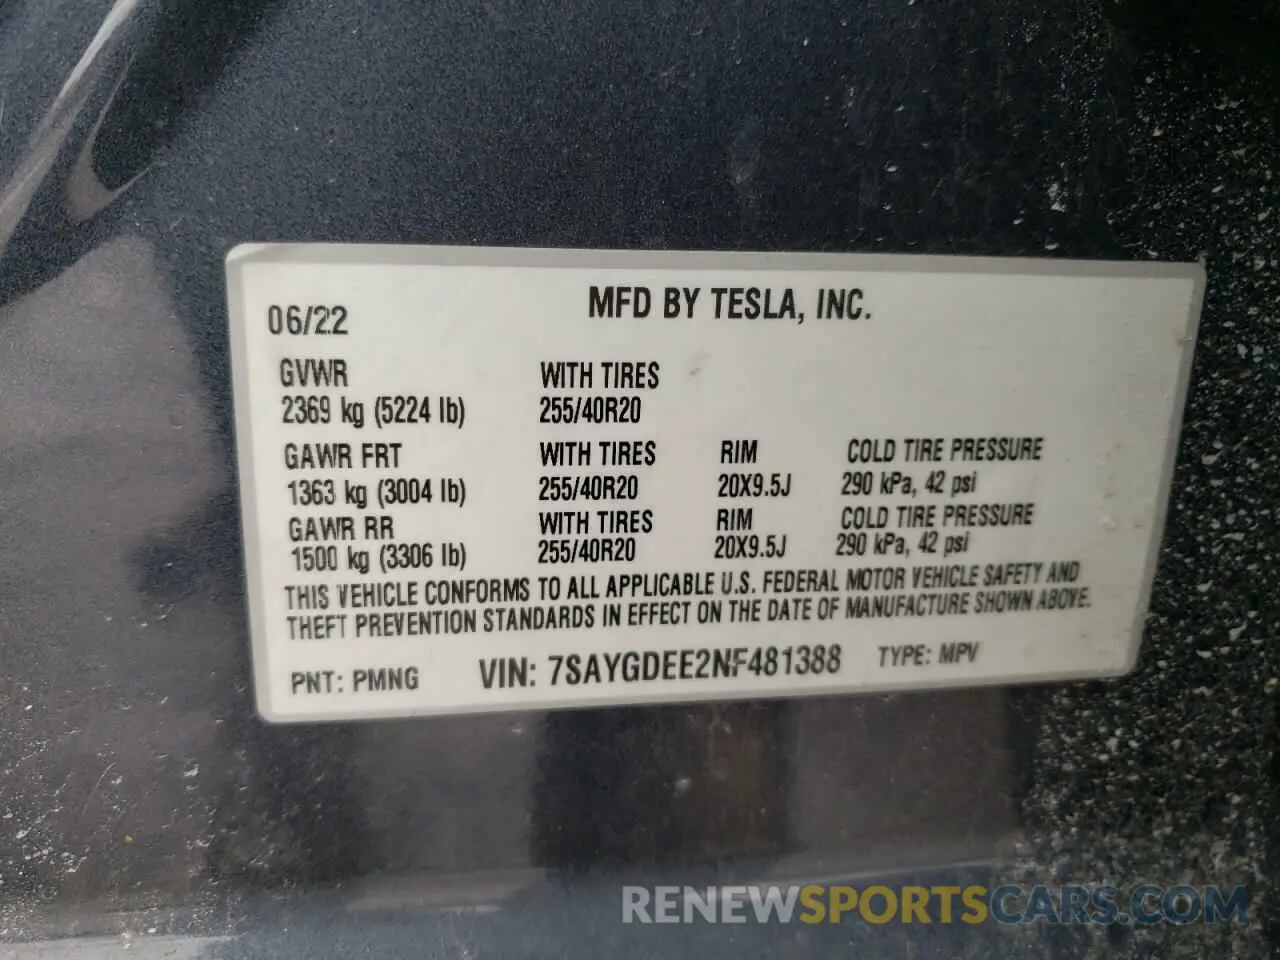 MFD BY TESLA, INC.
06/22
GVWR WITH TIRES
2369 kg (5224 lb) 255/40R20
GAWR FRT WITH TIRES RIM COLD TIRE PRESSURE
1363 kg (3004 lb) 255/40R20 20X9.5J 290 kPa, 42 psi
GAWR RR WITH TIRES RIM COLD TIRE PRESSURE
1500 kg (3306 lb) 255/40R20 20X9.5J 290 kPa, 42 psi
THIS VEHICLE CONFORMS TO ALL APPLICABLE U.S. FEDERAL MOTOR VEHICLE SAFETY AND
THEFT PREVENTION STANDARDS IN EFFECT ON THE DATE OF MANUFACTURE SHOWN ABOVE.
PNT: PMNG VIN: 7SAYGDEE2NF481388 TYPE: MPV
RENEWSPORTSCARS.COM